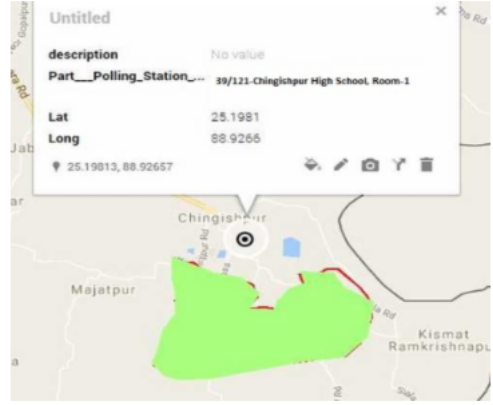 Untitled
description No value
Part___Polling_Station_... 39/121-Chingishpur High School, Room-1
Lat 25.1981
Long 88.9266
25.19813, 88.92657
Chingishpur
Majatpur
Kismat
Ramkrishnapu